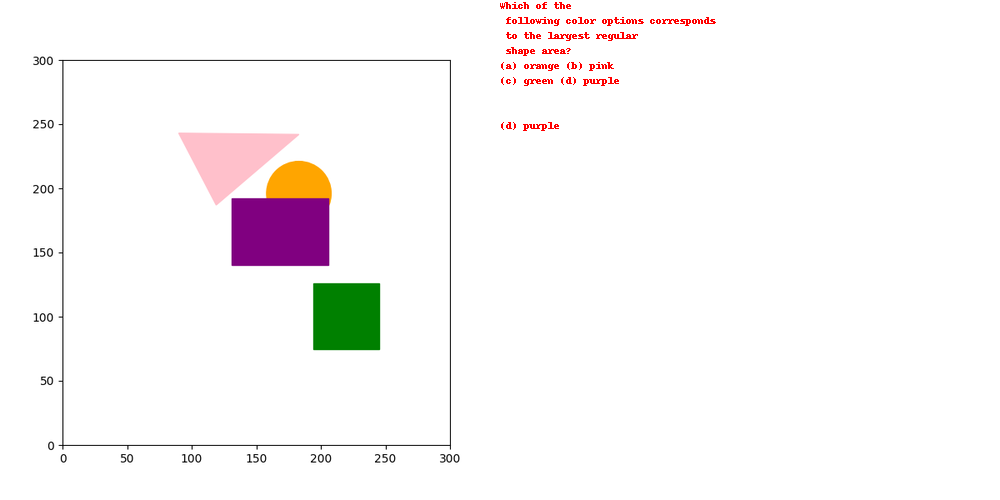 Which of the
following color options corresponds
to the largest regular
shape area?
(a) orange (b) pink
(c) green (d) purple
(d) purple
300
250
200
150
100
50
0
0 50 100 150 200 250 300